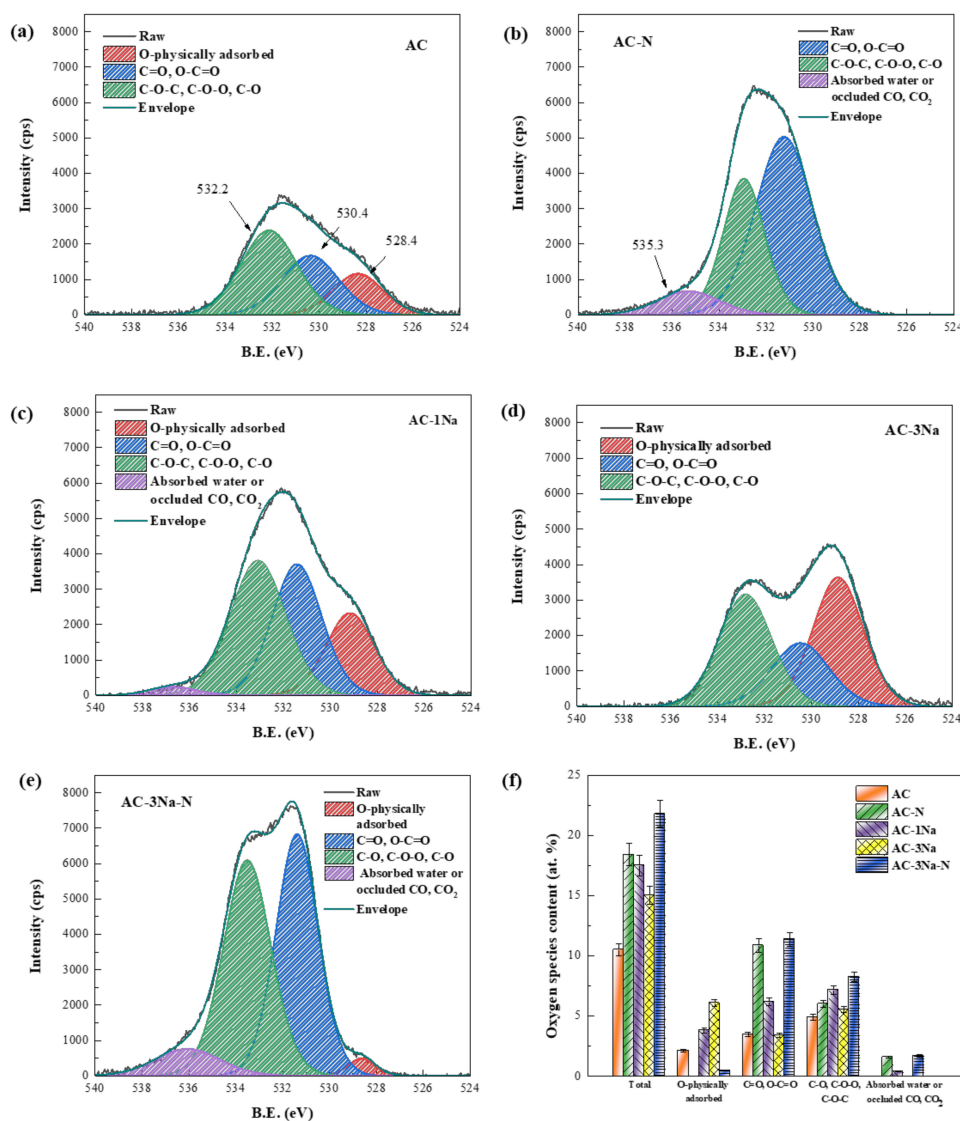 (a)
AC
Raw
O-physically adsorbed
C=O, O-C=O
C-O-C, C-O-O, C-O
Envelope
532.2
530.4
528.4
8000
7000
6000
5000
4000
3000
2000
1000
0
Intensity (cps)
540 538 536 534 532 530 528 526 524
B.E. (eV)
(b)
AC-N
Raw
C=O, O-C=O
C-O-C, C-O-O, C-O
Absorbed water or
occluded CO, CO2
Envelope
535.3
8000
7000
6000
5000
4000
3000
2000
1000
0
Intensity (cps)
540 538 536 534 532 530 528 526 524
B.E. (eV)
(c)
AC-1Na
Raw
O-physically adsorbed
C=O, O-C=O
C-O-C, C-O-O, C-O
Absorbed water or
occluded CO, CO2
Envelope
8000
7000
6000
5000
4000
3000
2000
1000
0
Intensity (cps)
540 538 536 534 532 530 528 526 524
B.E. (eV)
(d)
AC-3Na
Raw
O-physically adsorbed
C=O, O-C=O
C-O-C, C-O-O, C-O
Envelope
8000
7000
6000
5000
4000
3000
2000
1000
0
Intensity (cps)
540 538 536 534 532 530 528 526 524
B.E. (eV)
(e)
AC-3Na-N
Raw
O-physically
adsorbed
C=O, O-C=O
C-O, C-O-O, C-O
Absorbed water or
occluded CO, CO2
Envelope
8000
7000
6000
5000
4000
3000
2000
1000
0
Intensity (cps)
540 538 536 534 532 530 528 526 524
B.E. (eV)
(f)
AC
AC-N
AC-1Na
AC-3Na
AC-3Na-N
25
20
15
10
5
0
Oxygen species content (at. %)
Total
O-physically
adsorbed
C=O, O-C=O
C-O, C-O-O,
C-O-C
Absorbed water or
occluded CO, CO2